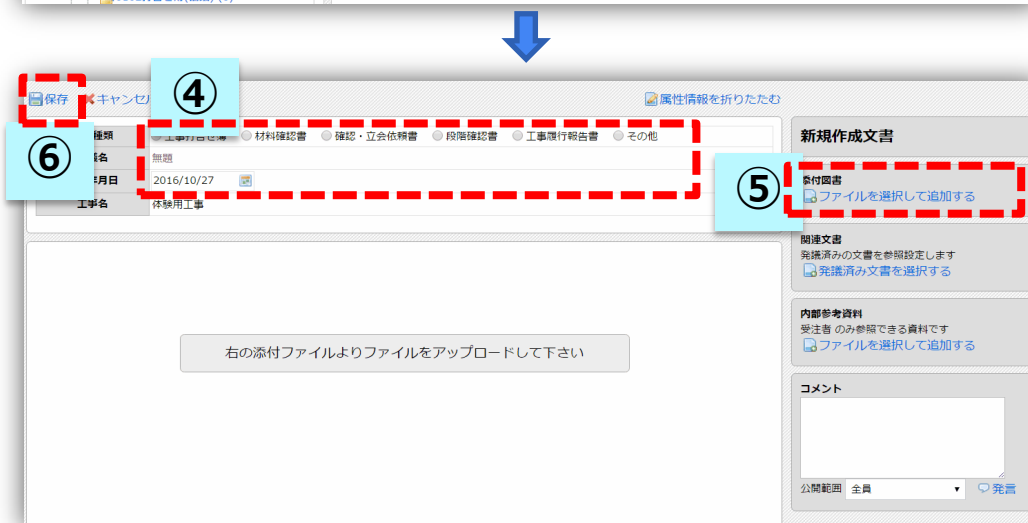 保存 キャンセ
④
属性情報を折りたたむ
⑥
種類
工事打合せ簿 材料確認書 確認・立会依頼書 段階確認書 工事履行報告書 その他
名
無題
年月日
2016/10/27
工事名
体験用工事
新規作成文書
⑤
添付図書
ファイルを選択して追加する
関連文書
発議済みの文書を参照設定します
発議済み文書を選択する
内部参考資料
受注者 のみ参照できる資料です
ファイルを選択して追加する
右の添付ファイルよりファイルをアップロードして下さい
コメント
公開範囲 全員 発言